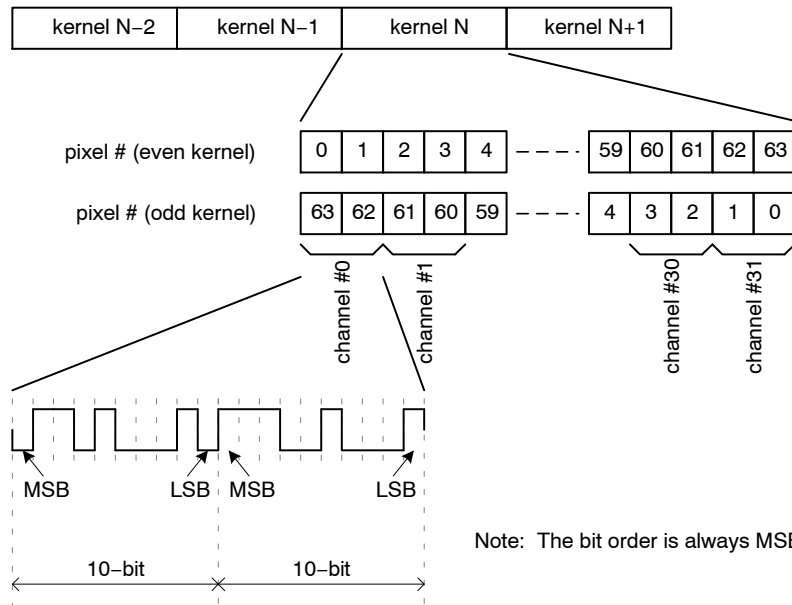 kernel N−2 kernel N−1 kernel N kernel N+1
pixel # (even kernel) 0 1 2 3 4 59 60 61 62 63
pixel # (odd kernel) 63 62 61 60 59 4 3 2 1 0
channel #0 channel #1 channel #30 channel #31
MSB LSB MSB LSB
Note: The bit order is always MSB
10−bit 10−bit